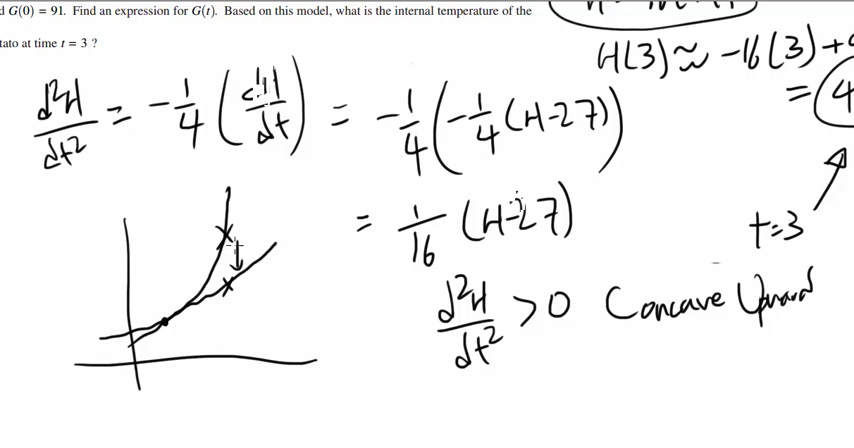 G(0) = 91. Find an expression for G(t). Based on this model, what is the internal temperature of the
tato at time t = 3 ?
H(3) ≈ -16(3) +
= 4
d²H/dt² = -1/4 (dH/dt) = -1/4 (-1/4 (H-27))
= 1/16 (H-27)
t=3
d²H/dt² > 0 Concave Upward